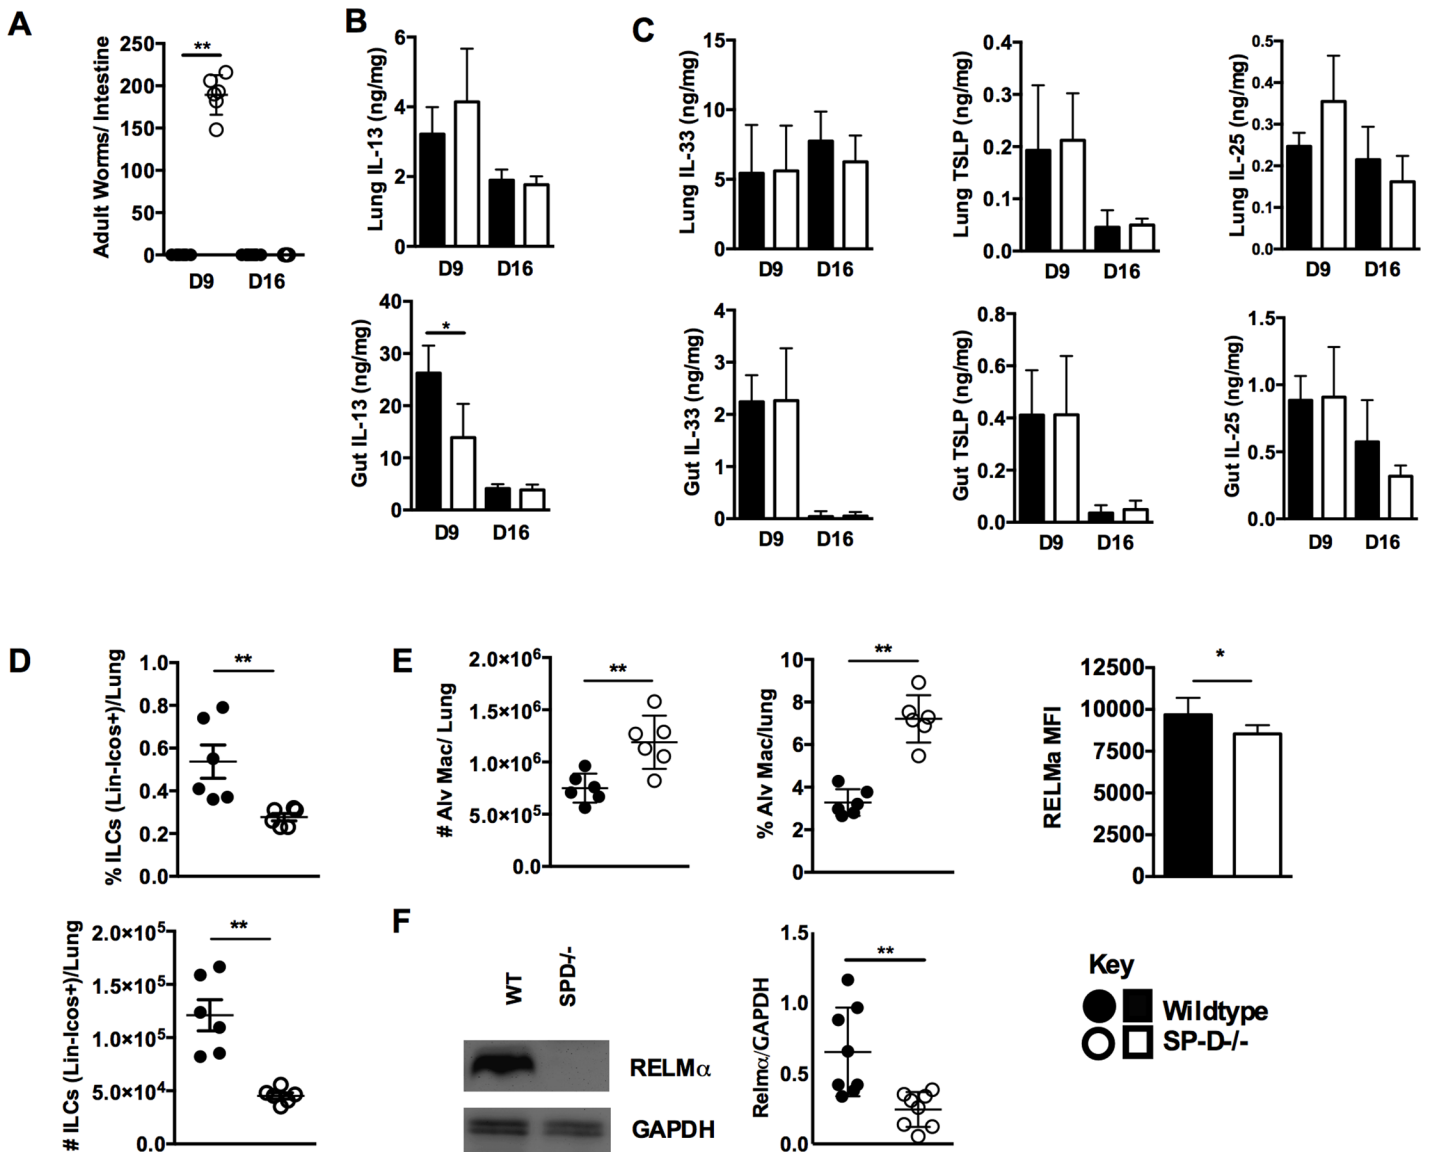 A
Adult Worms/ Intestine
250
200
150
100
50
0
**
D9
D16
B
Lung IL-13 (ng/mg)
6
4
2
0
D9
D16
Gut IL-13 (ng/mg)
40
30
20
10
0
*
D9
D16
C
Lung IL-33 (ng/mg)
15
10
5
0
D9
D16
Lung TSLP (ng/mg)
0.4
0.3
0.2
0.1
0.0
D9
D16
Lung IL-25 (ng/mg)
0.5
0.4
0.3
0.2
0.1
0.0
D9
D16
Gut IL-33 (ng/mg)
4
3
2
1
0
D9
D16
Gut TSLP (ng/mg)
0.8
0.6
0.4
0.2
0.0
D9
D16
Gut IL-25 (ng/mg)
1.5
1.0
0.5
0.0
D9
D16
D
% ILCs (Lin-Icos+)/Lung
1.0
0.8
0.6
0.4
0.2
0.0
**
# ILCs (Lin-Icos+)/Lung
2.0×10⁵
1.5×10⁵
1.0×10⁵
5.0×10⁴
0.0
**
E
# Alv Mac/ Lung
2.0×10⁶
1.5×10⁶
1.0×10⁶
5.0×10⁵
0.0
**
% Alv Mac/lung
10
8
6
4
2
0
**
RELMa MFI
12500
10000
7500
5000
2500
0
*
F
WT
SPD-/-
RELMα
GAPDH
Relmα/GAPDH
1.5
1.0
0.5
0.0
**
Key
Wildtype
SP-D-/-